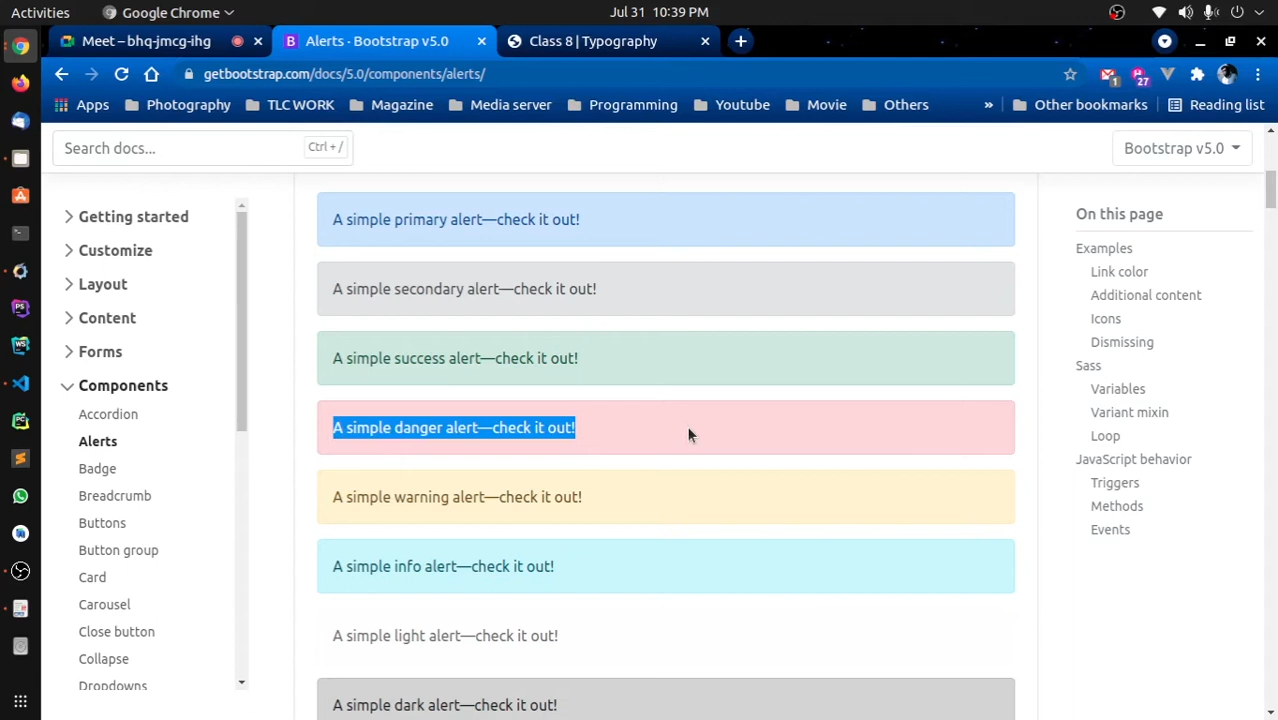 Activities
Google Chrome
Jul 31 10:39 PM
Meet – bhq-jmcg-ihg
Alerts · Bootstrap v5.0
Class 8 | Typography
getbootstrap.com/docs/5.0/components/alerts/
1
27
Apps
Photography
TLC WORK
Magazine
Media server
Programming
Youtube
Movie
Others
»
Other bookmarks
Reading list
Search docs...
Ctrl + /
Bootstrap v5.0
Getting started
Customize
Layout
Content
Forms
Components
Accordion
Alerts
Badge
Breadcrumb
Buttons
Button group
Card
Carousel
Close button
Collapse
Dropdowns
A simple primary alert—check it out!
A simple secondary alert—check it out!
A simple success alert—check it out!
A simple danger alert—check it out!
A simple warning alert—check it out!
A simple info alert—check it out!
A simple light alert—check it out!
A simple dark alert—check it out!
On this page
Examples
Link color
Additional content
Icons
Dismissing
Sass
Variables
Variant mixin
Loop
JavaScript behavior
Triggers
Methods
Events